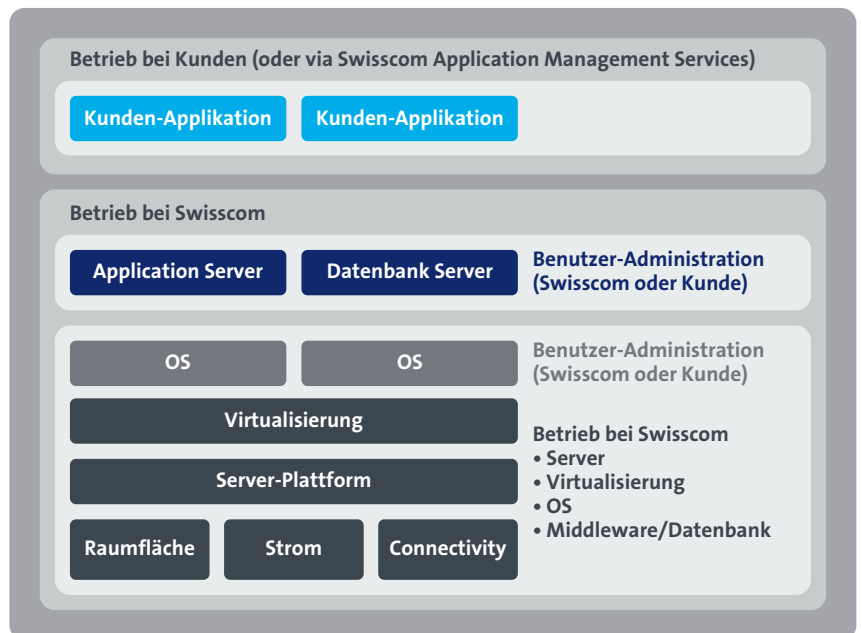 Betrieb bei Kunden (oder via Swisscom Application Management Services)
Kunden-Applikation
Kunden-Applikation
Betrieb bei Swisscom
Application Server
Datenbank Server
Benutzer-Administration
(Swisscom oder Kunde)
OS
OS
Benutzer-Administration
(Swisscom oder Kunde)
Virtualisierung
Server-Plattform
Raumfläche
Strom
Connectivity
Betrieb bei Swisscom
• Server
• Virtualisierung
• OS
• Middleware/Datenbank